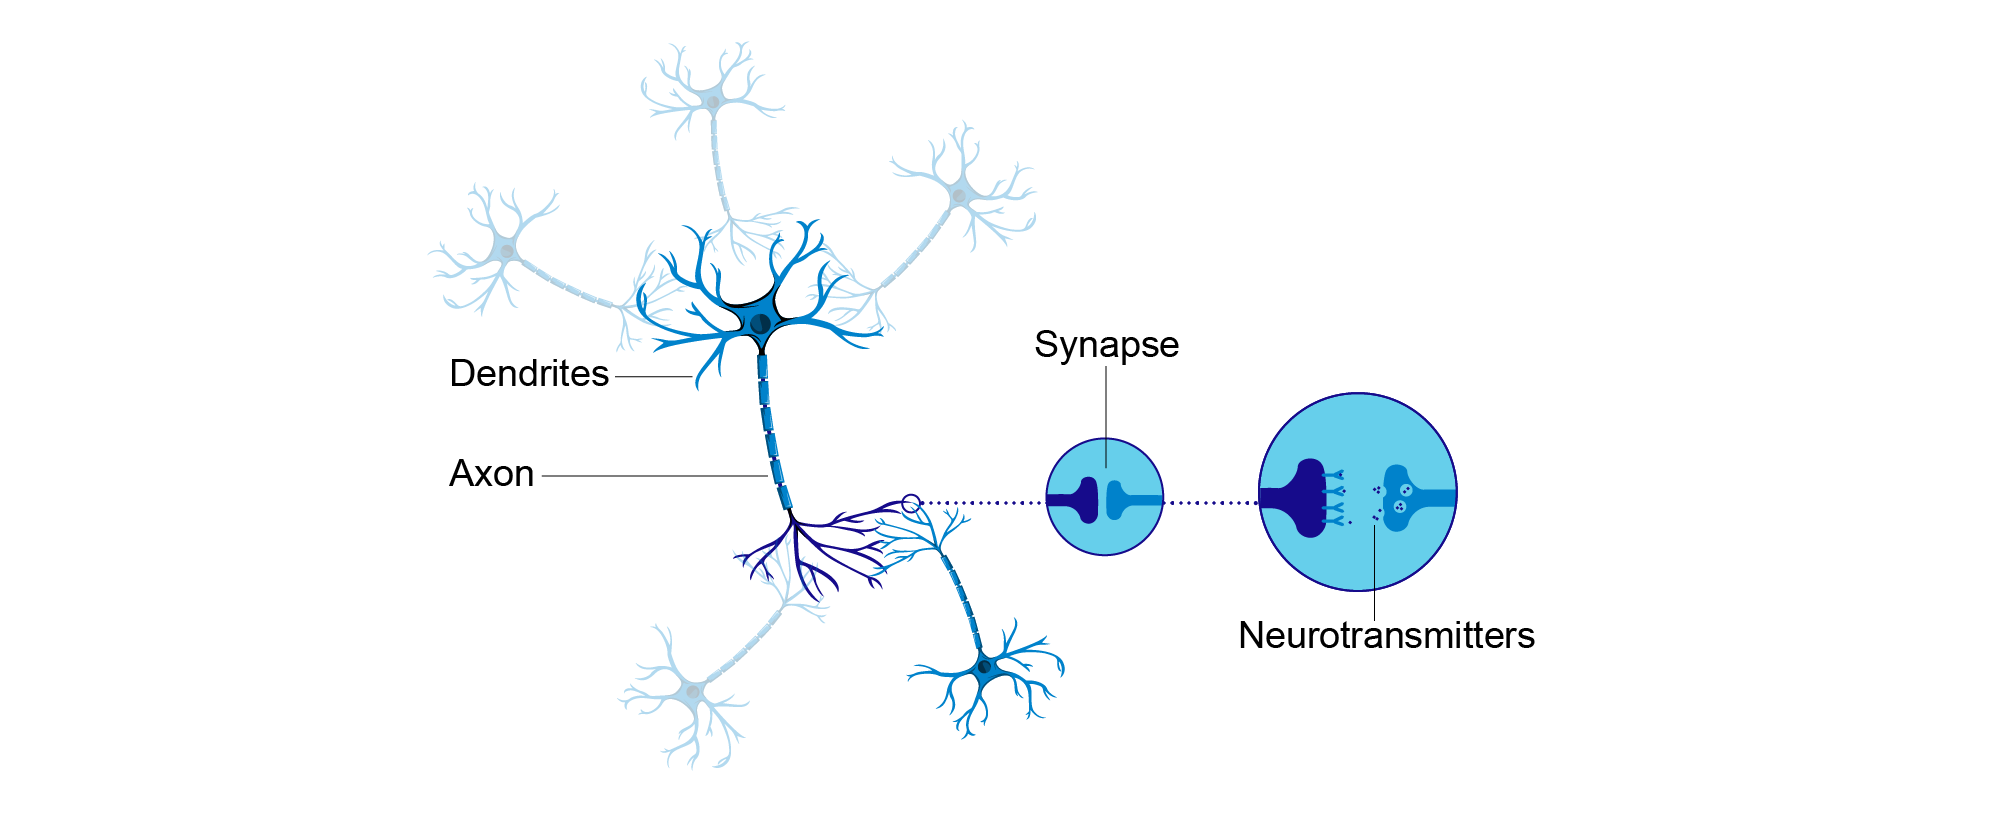 Synapse
Dendrites
Axon
Neurotransmitters